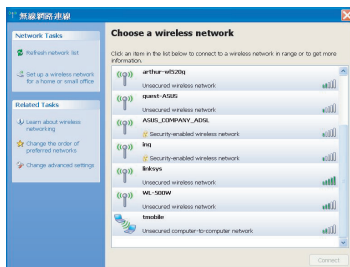 無線網路連線
Network Tasks
Refresh network list
Set up a wireless network
for a home or small office
Related Tasks
Learn about wireless
networking
Change the order of
preferred networks
Change advanced settings
Choose a wireless network
Click an item in the list below to connect to a wireless network in range or to get more
information.
arthur-wl520g
Unsecured wireless network
guest-ASUS
Unsecured wireless network
ASUS_COMPANY_ADSL
Security-enabled wireless network
ing
Security-enabled wireless network
linksys
Unsecured wireless network
WL-500W
Unsecured wireless network
tmobile
Unsecured computer-to-computer network
Connect